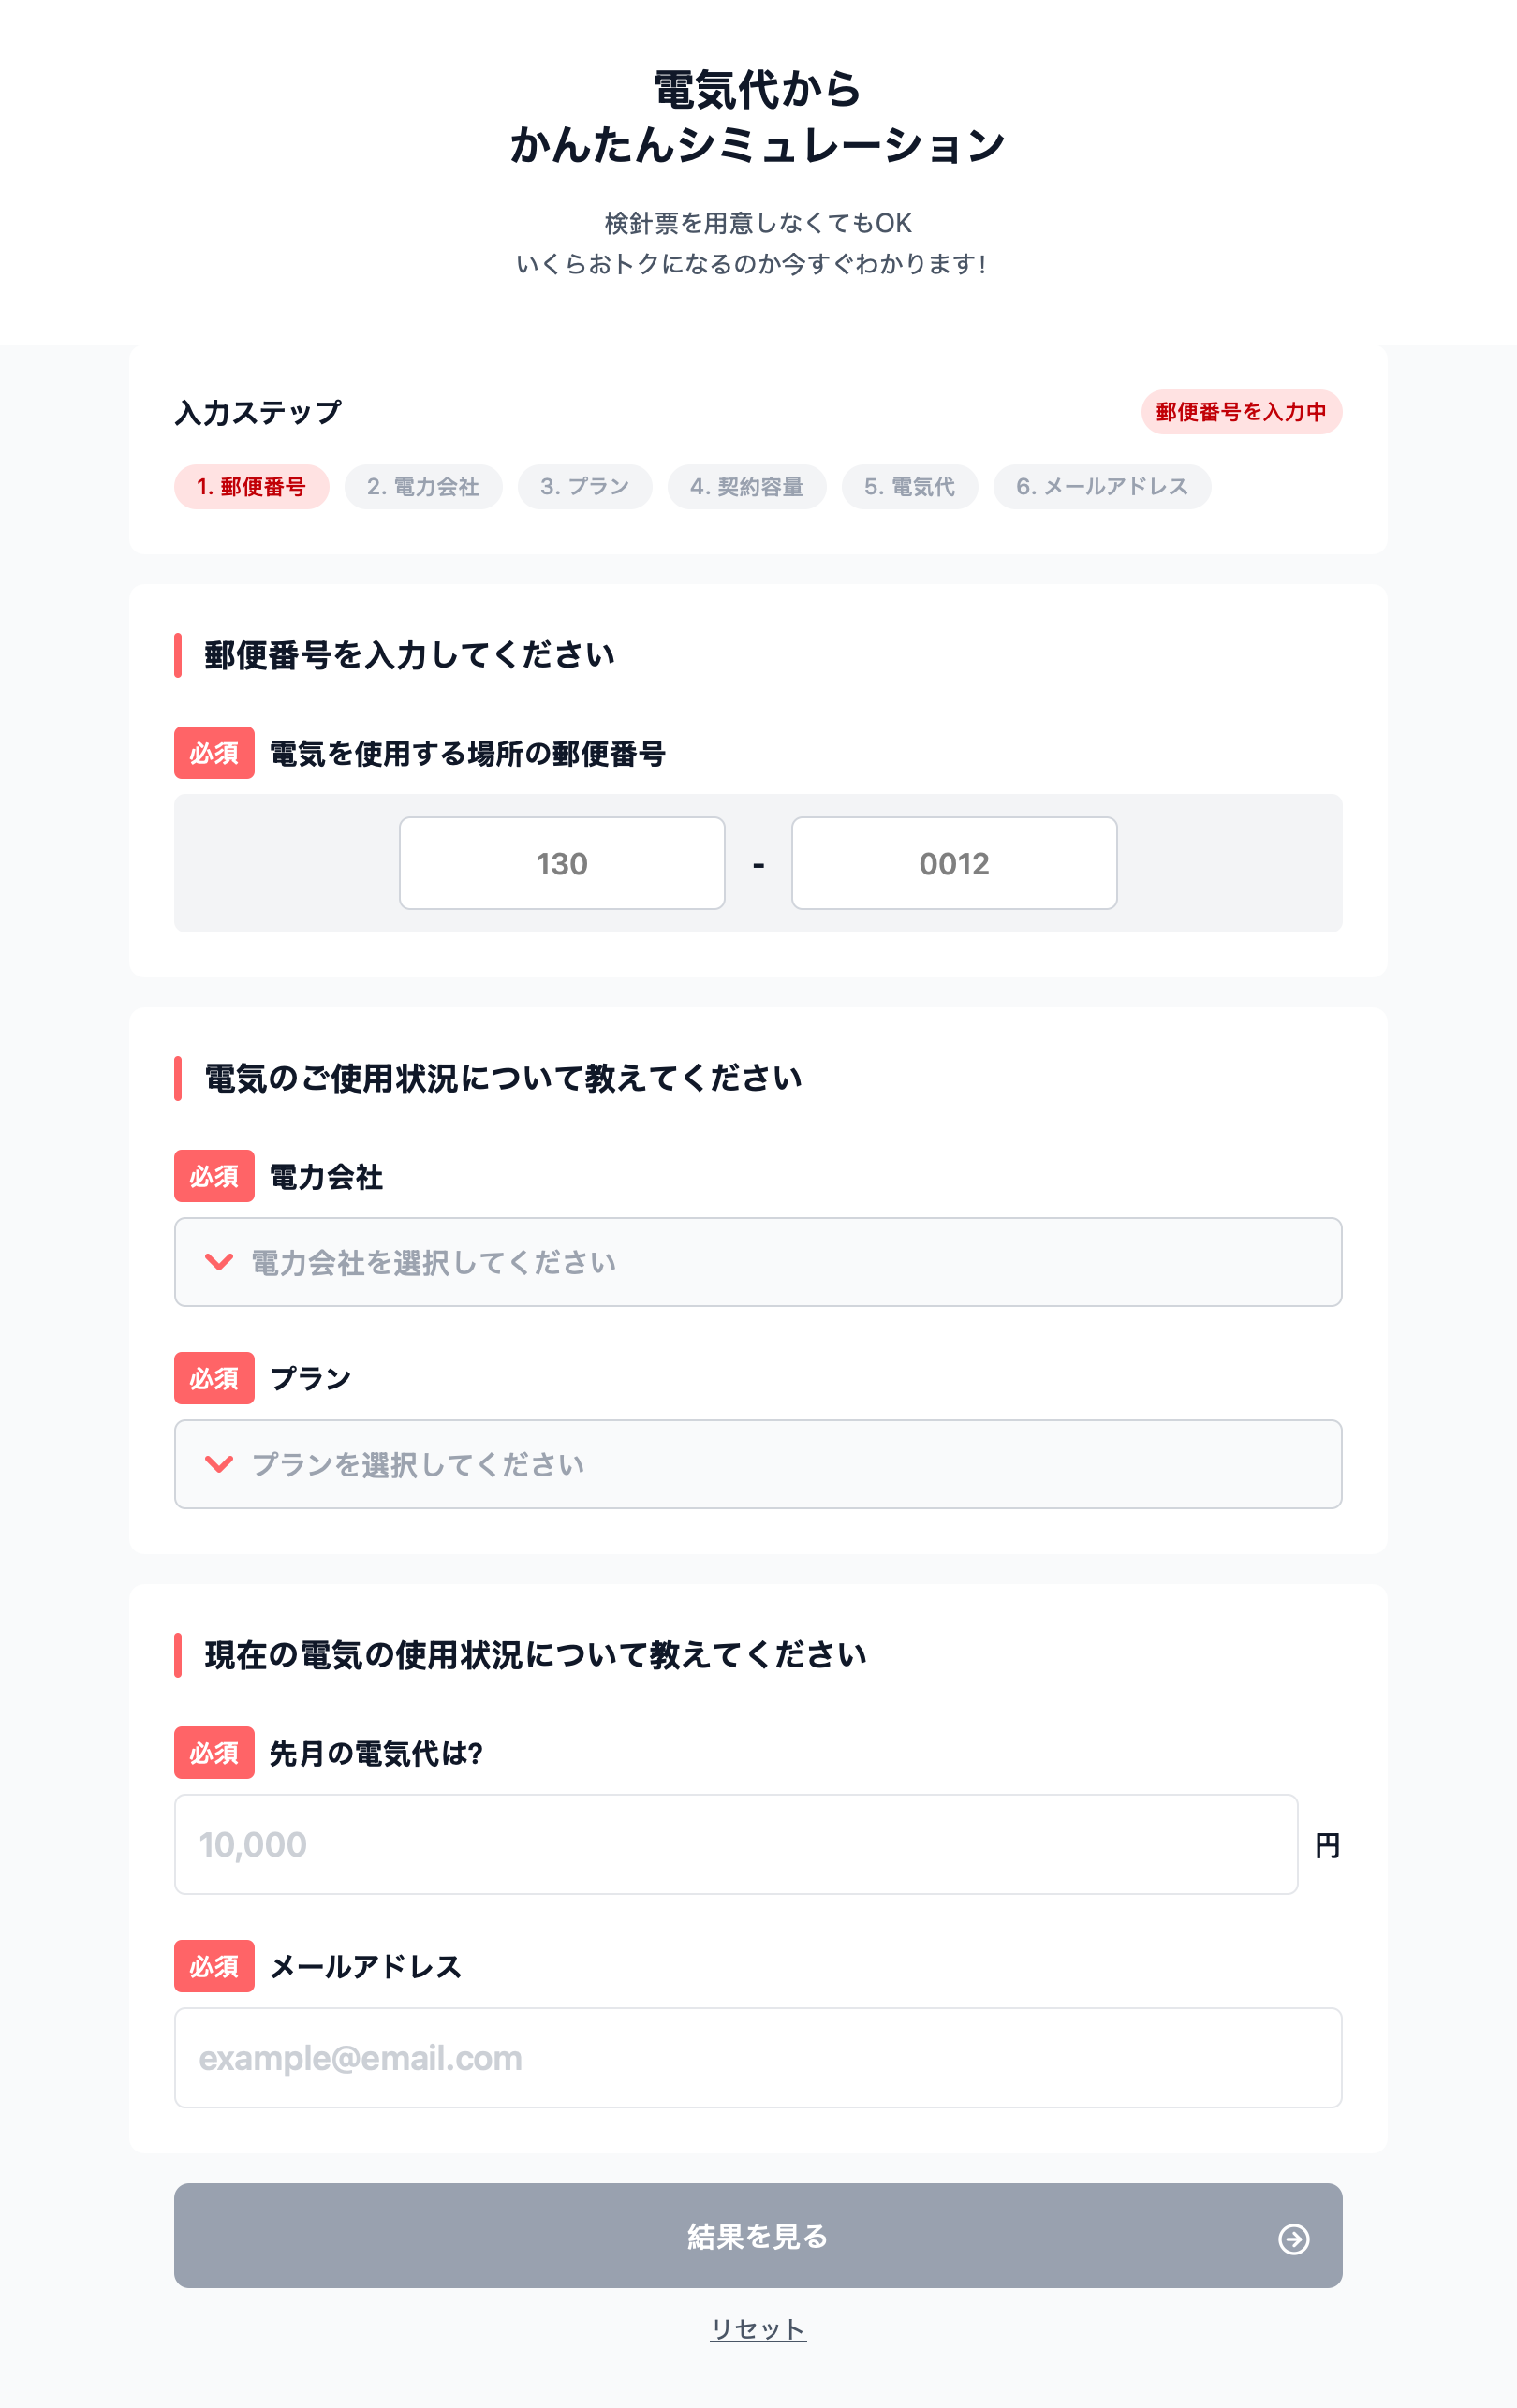 電気代から
かんたんシミュレーション
検針票を用意しなくてもOK
いくらおトクになるのか今すぐわかります!
入力ステップ
郵便番号を入力中
1. 郵便番号 2. 電力会社 3. プラン 4. 契約容量 5. 電気代 6. メールアドレス
郵便番号を入力してください
必須 電気を使用する場所の郵便番号
130 - 0012
電気のご使用状況について教えてください
必須 電力会社
電力会社を選択してください
必須 プラン
プランを選択してください
現在の電気の使用状況について教えてください
必須 先月の電気代は?
10,000 円
必須 メールアドレス
example@email.com
結果を見る
リセット